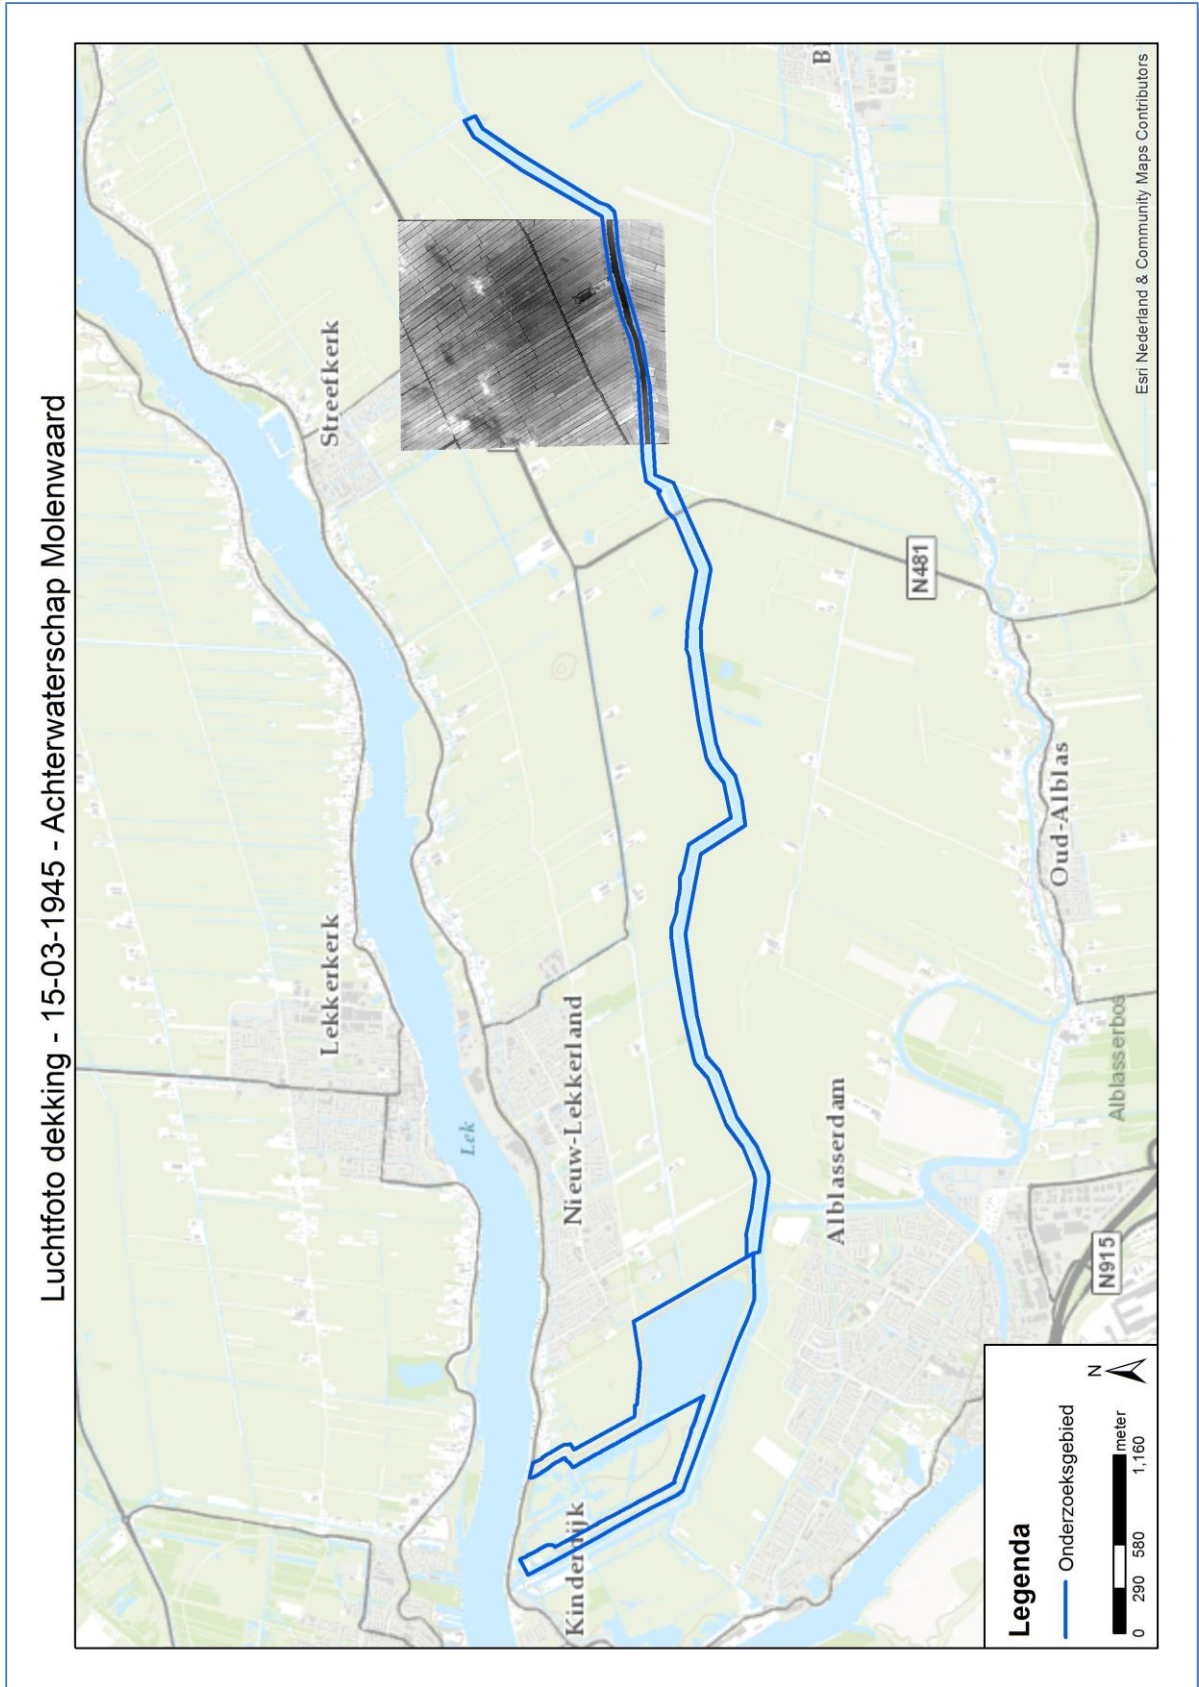 Luchtfoto dekking - 15-03-1945 - Achterwaterschap Molenwaard
Streefkerk
Lekkerkerk
Lek
Nieuw-Lekkerland
Kinderdijk
Alblasserdam
Oud-Alblas
Alblasserbos
N481
N915
B
Legenda
Onderzoeksgebied
0 290 580 1,160
meter
N
Esri Nederland & Community Maps Contributors